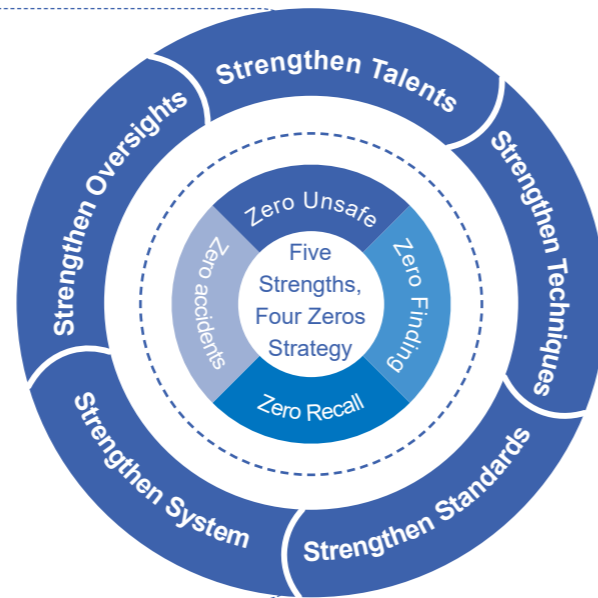 Strengthen Talents
Strengthen Techniques
Strengthen Standards
Strengthen System
Strengthen Oversights
Zero Unsafe
Zero Finding
Zero Recall
Zero accidents
Five
Strengths,
Four Zeros
Strategy